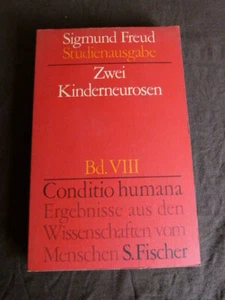 Sigmund Freud
Studienausgabe
Zwei
Kinderneurosen
Bd. VIII
Conditio humana
Ergebnisse aus den
Wissenschaften vom
Menschen S. Fischer